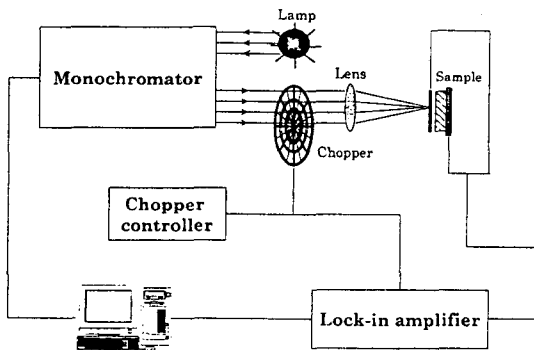 Lamp
Monochromator
Lens
Sample
Chopper
Chopper
controller
Lock-in amplifier